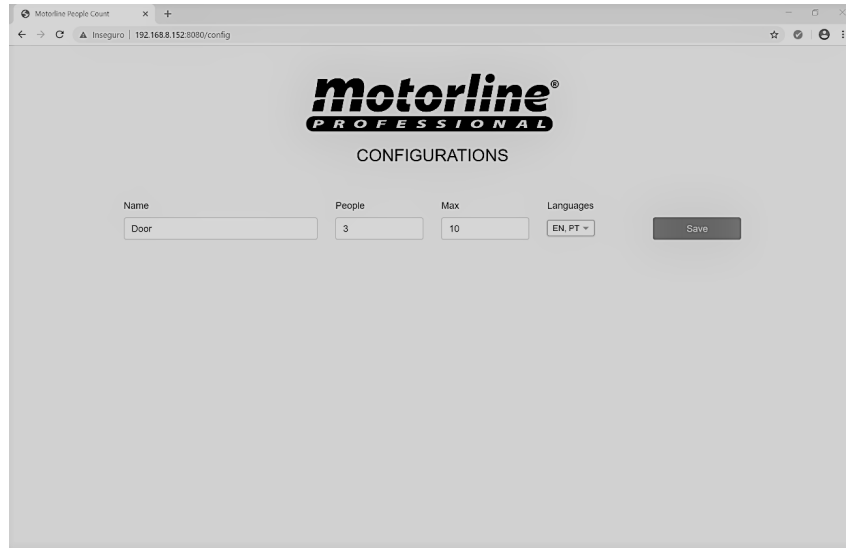 Motorline People Count
Inseguro | 192.168.8.152:8080/config
motorline®
PROFESSIONAL
CONFIGURATIONS
Name People Max Languages
Door 3 10 EN, PT Save